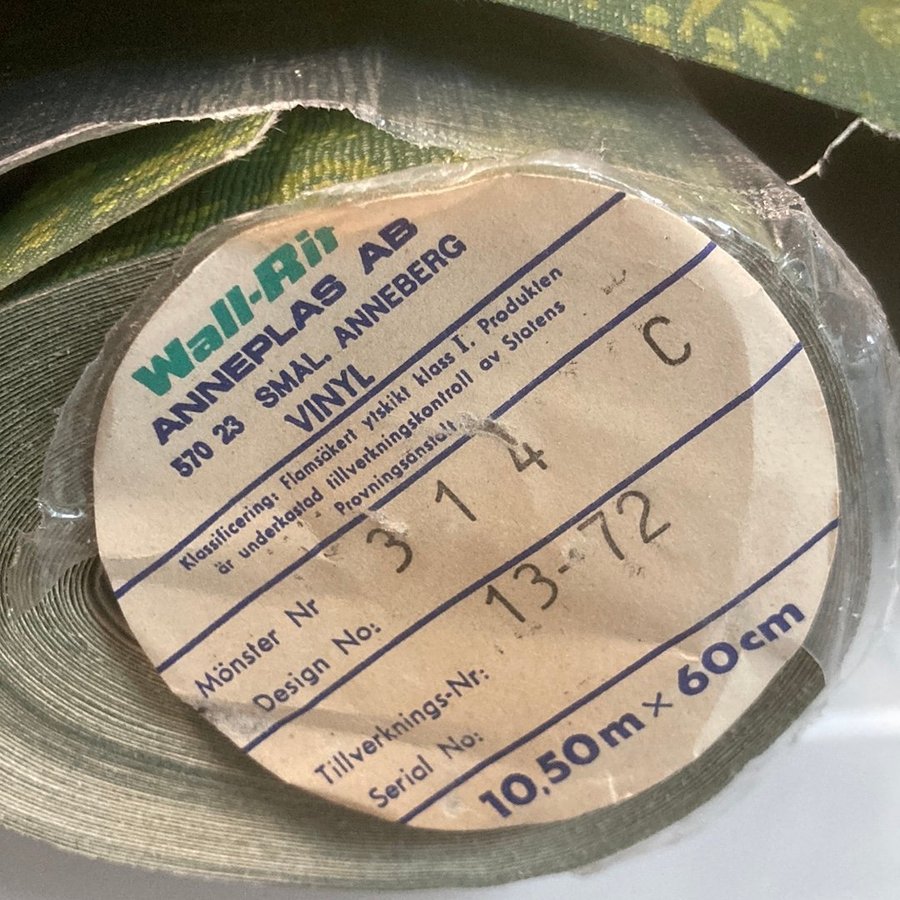 Wall-Rit
ANNEPLAS AB
570 23 SMÅL. ANNEBERG
VINYL
Klassificering: Flamsäkert ytskikt klass I. Produkten
är underkastad tillverkningskontroll av Statens
Provningsanstalt.
Mönster Nr 314 C
Design No:
Tillverknings-Nr: 13-72
Serial No:
10,50m × 60cm